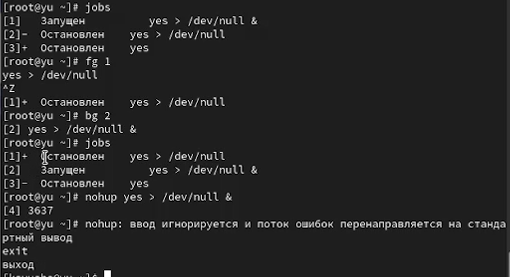 [root@yu ~]# jobs
[1]   Запущен          yes > /dev/null &
[2]-  Остановлен    yes > /dev/null
[3]+  Остановлен    yes
[root@yu ~]# fg 1
yes > /dev/null
^Z
[1]+  Остановлен    yes > /dev/null
[root@yu ~]# bg 2
[2] yes > /dev/null &
[root@yu ~]# jobs
[1]+  Остановлен    yes > /dev/null
[2]   Запущен          yes > /dev/null &
[3]-  Остановлен    yes
[root@yu ~]# nohup yes > /dev/null &
[4] 3637
[root@yu ~]# nohup: ввод игнорируется и поток ошибок перенаправляется на станда
ртный вывод
exit
выход